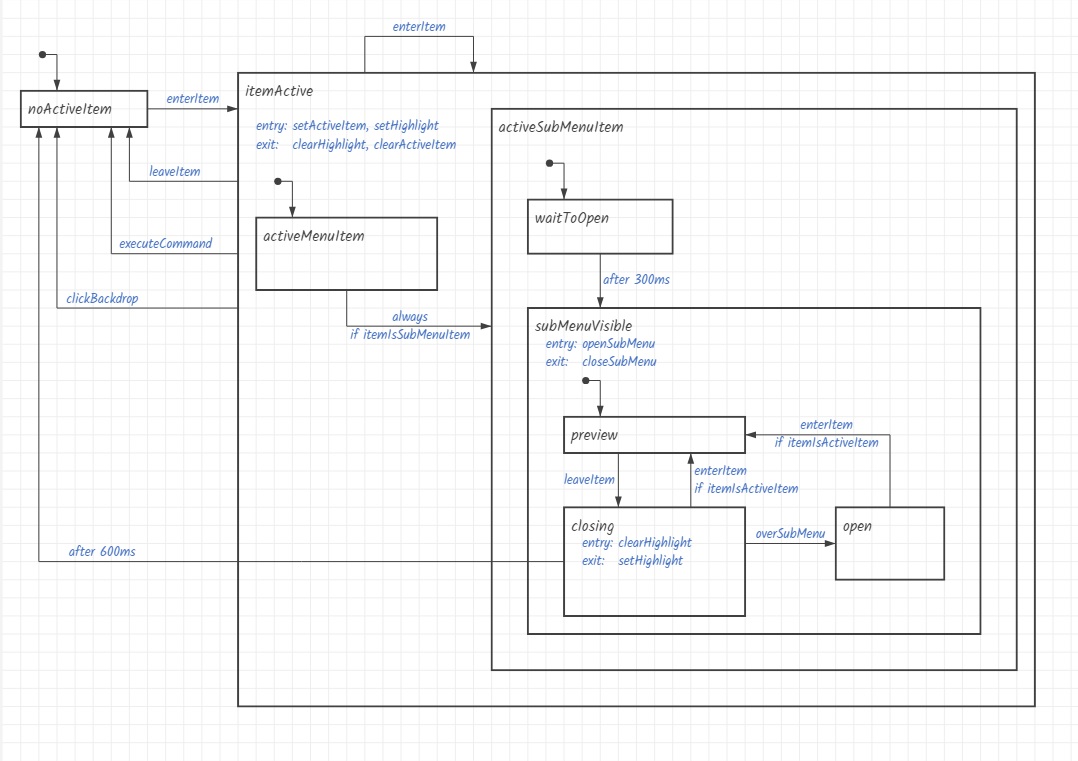 enterItem
itemActive
noActiveItem
enterItem
entry: setActiveItem, setHighlight
exit: clearHighlight, clearActiveItem
activeSubMenuItem
leaveItem
activeMenuItem
waitToOpen
executeCommand
after 300ms
clickBackdrop
always
if itemIsSubMenuItem
subMenuVisible
entry: openSubMenu
exit: closeSubMenu
preview
enterItem
if itemIsActiveItem
leaveItem
enterItem
if itemIsActiveItem
closing
entry: clearHighlight
exit: setHighlight
overSubMenu
open
after 600ms